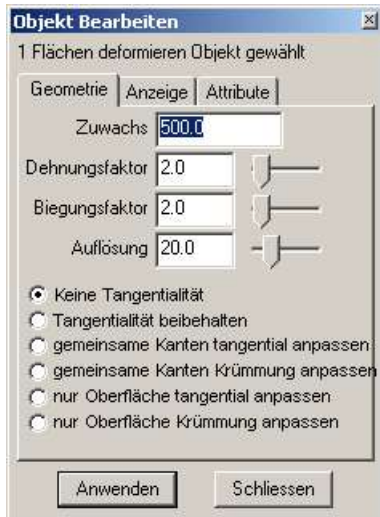 Objekt Bearbeiten
1 Flächen deformieren Objekt gewählt
Geometrie Anzeige Attribute
Zuwachs 500.0
Dehnungsfaktor 2.0
Biegungsfaktor 2.0
Auflösung 20.0
Keine Tangentialität
Tangentialität beibehalten
gemeinsame Kanten tangential anpassen
gemeinsame Kanten Krümmung anpassen
nur Oberfläche tangential anpassen
nur Oberfläche Krümmung anpassen
Anwenden Schliessen